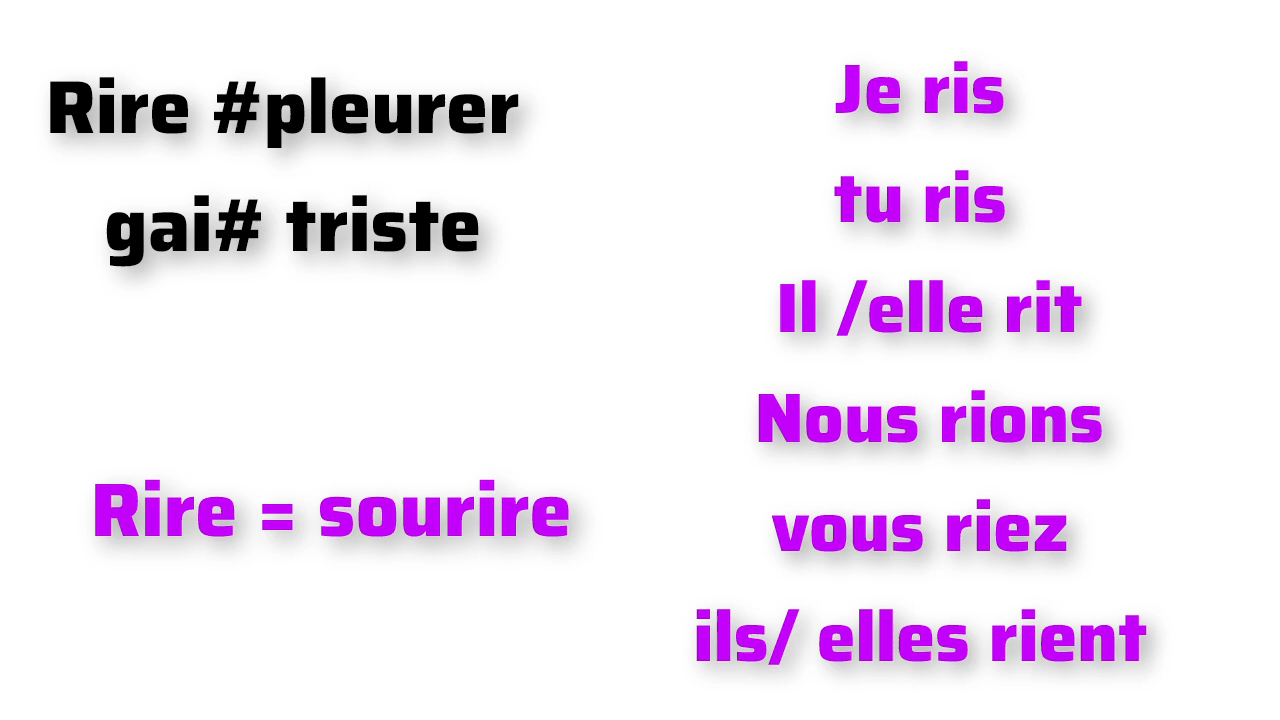 Rire #pleurer
gai# triste
Rire = sourire
Je ris
tu ris
Il /elle rit
Nous rions
vous riez
ils/ elles rient